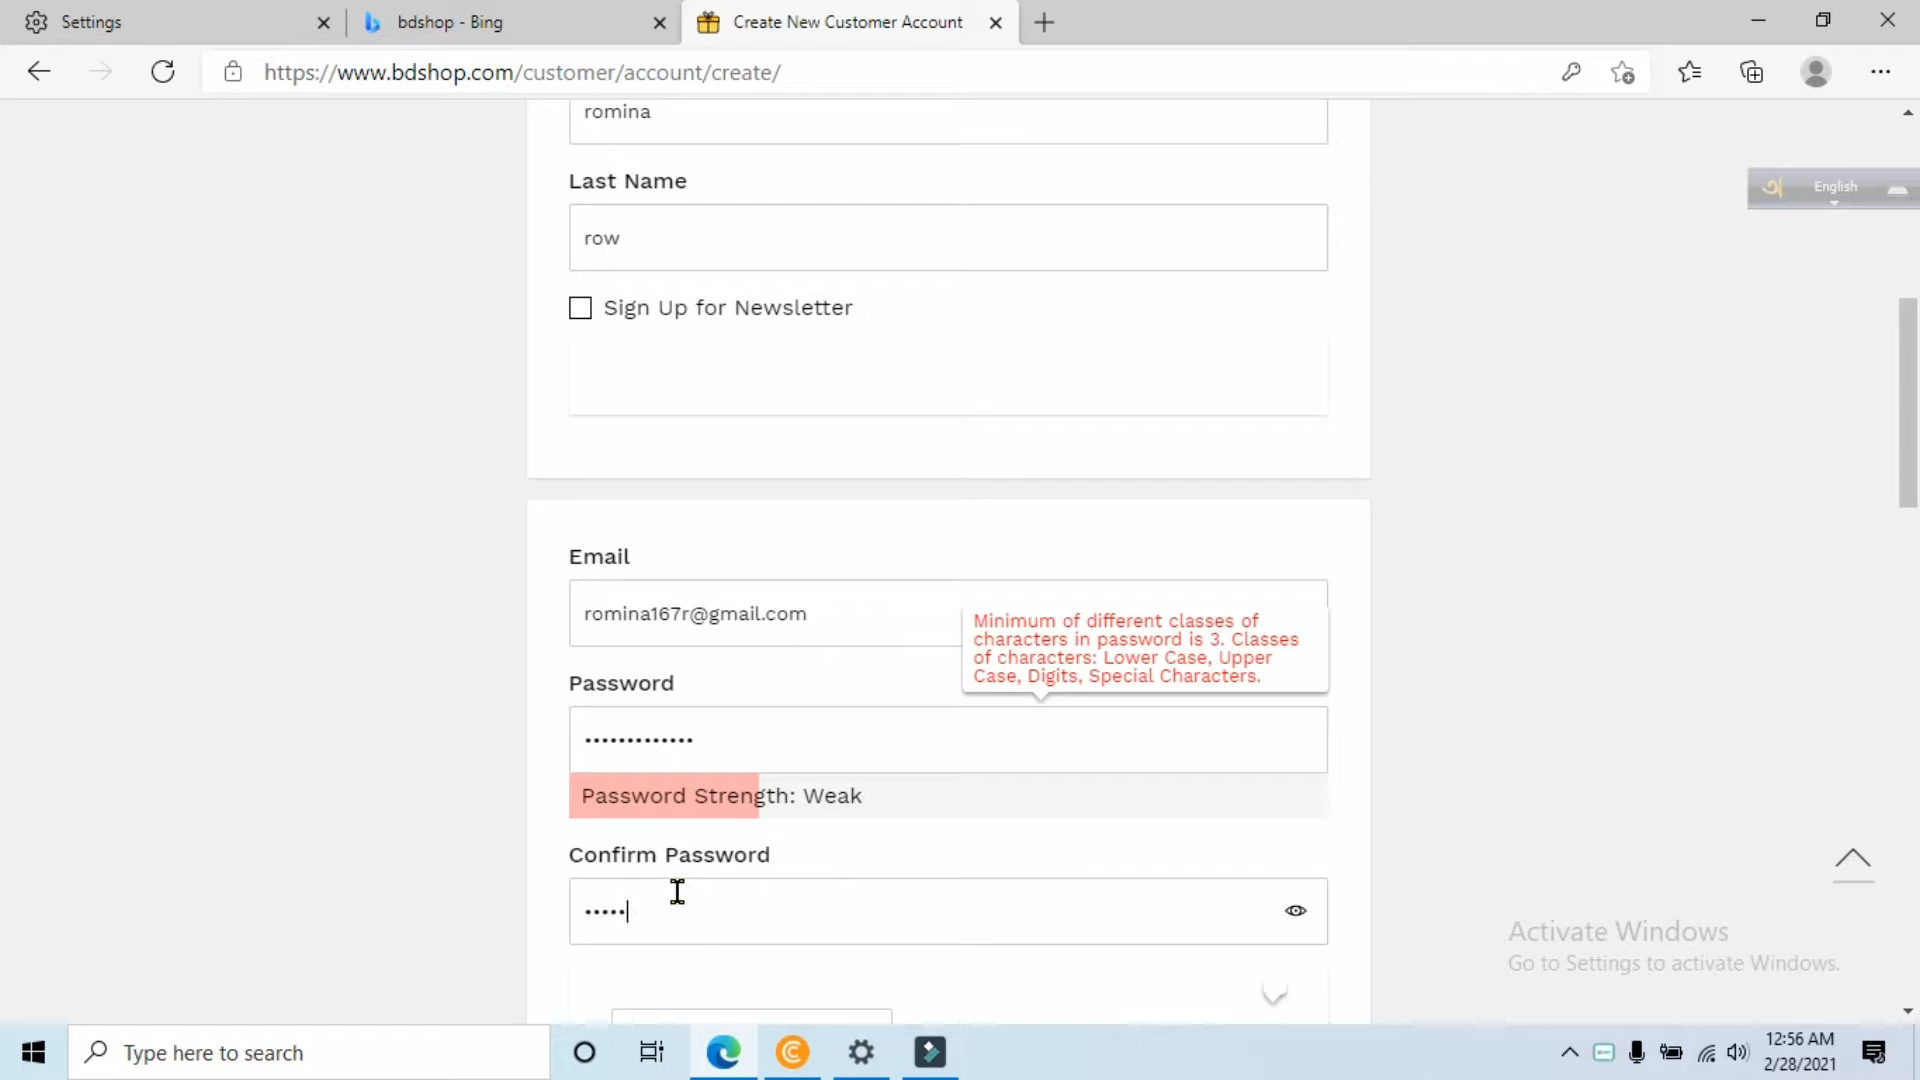 Settings
bdshop - Bing
Create New Customer Account
https://www.bdshop.com/customer/account/create/
romina
Last Name
row
অ English
Sign Up for Newsletter
Email
romina167r@gmail.com
Minimum of different classes of
characters in password is 3. Classes
of characters: Lower Case, Upper
Case, Digits, Special Characters.
Password
•••••••••••••
Password Strength: Weak
Confirm Password
•••••
Activate Windows
Go to Settings to activate Windows.
Type here to search
12:56 AM
2/28/2021